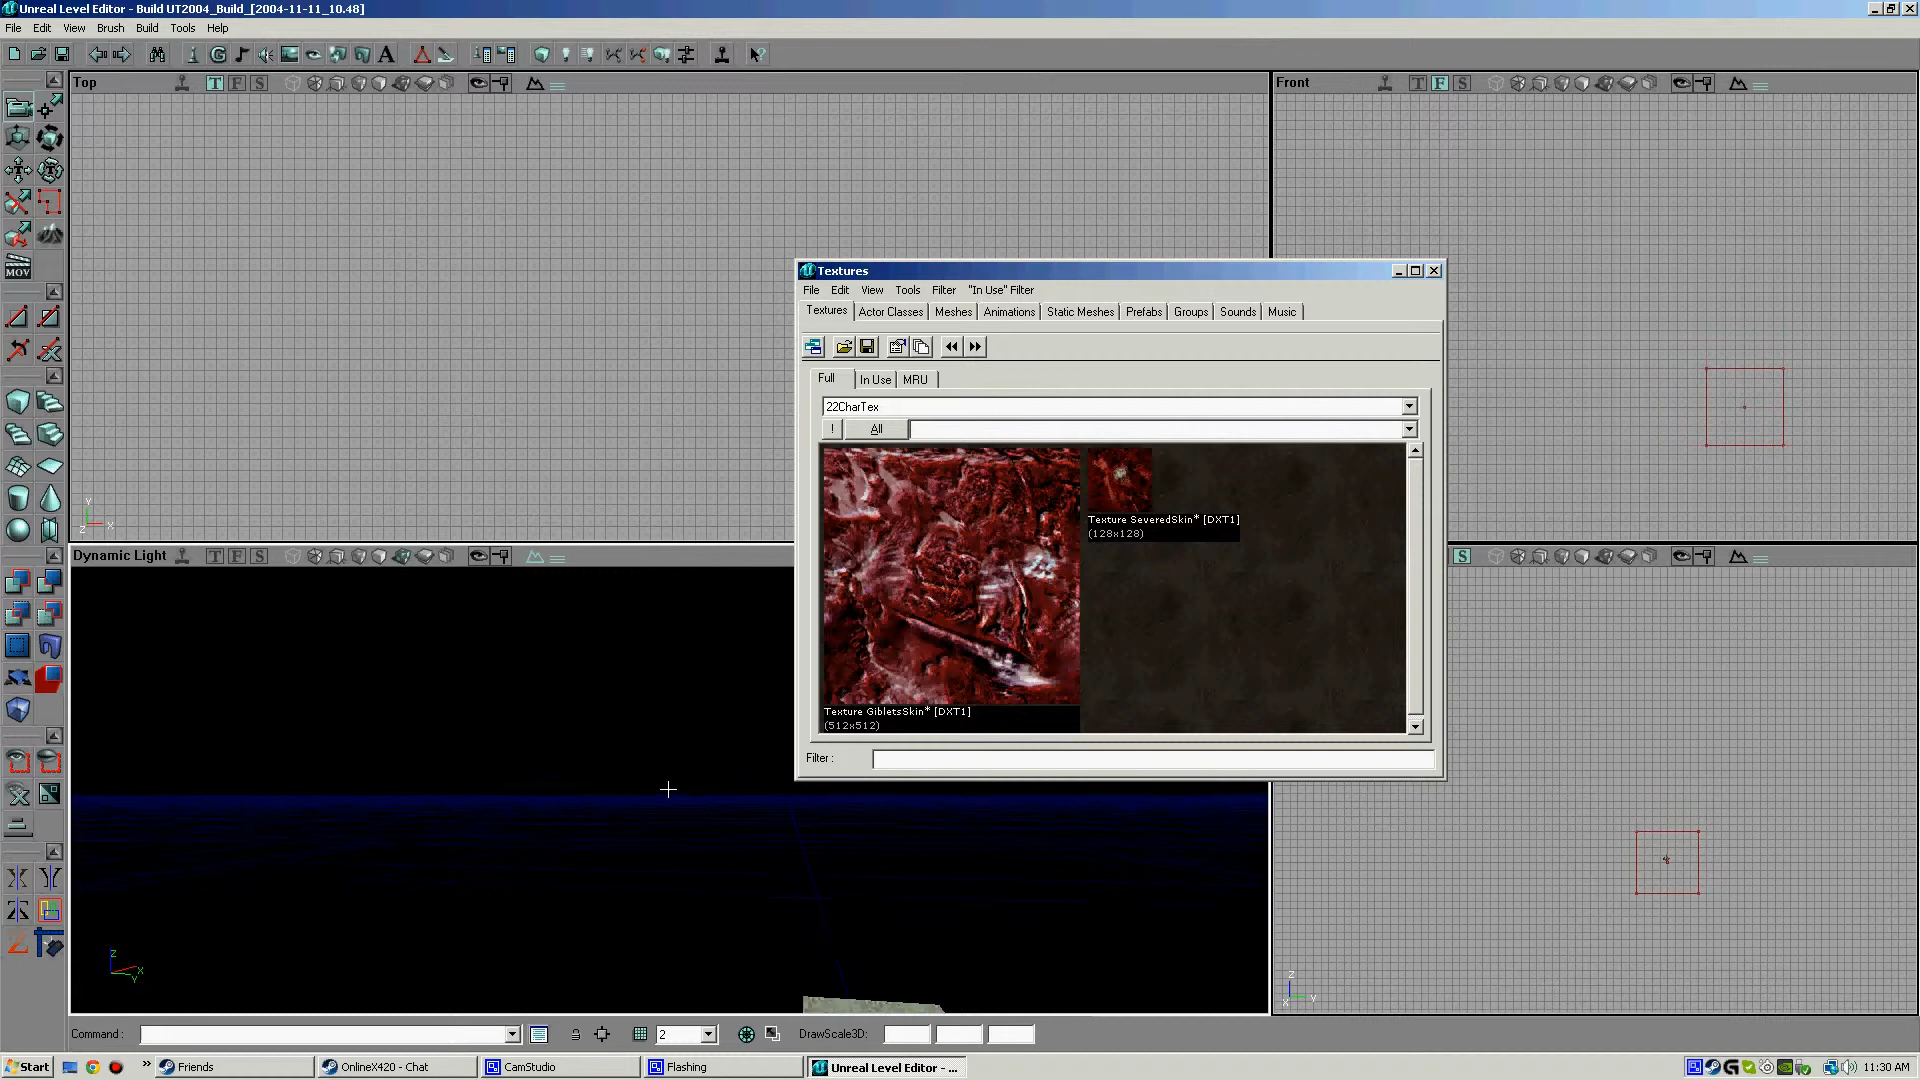 Unreal Level Editor - Build UT2004_Build_[2004-11-11_10.48]
File Edit View Brush Build Tools Help
Top T F S
Front T F S
MOV
Textures
File Edit View Tools Filter "In Use" Filter
Textures Actor Classes Meshes Animations Static Meshes Prefabs Groups Sounds Music
Full In Use MRU
22CharTex
! All
Texture SeveredSkin* [DXT1]
(128x128)
Texture GibletsSkin* [DXT1]
(512x512)
Filter :
Y
Z X
Dynamic Light T F S
S
Z
X
Y
Z
X Y
Command : 2 DrawScale3D:
Start Friends OnlineX420 - Chat CamStudio Flashing Unreal Level Editor - ... 11:30 AM